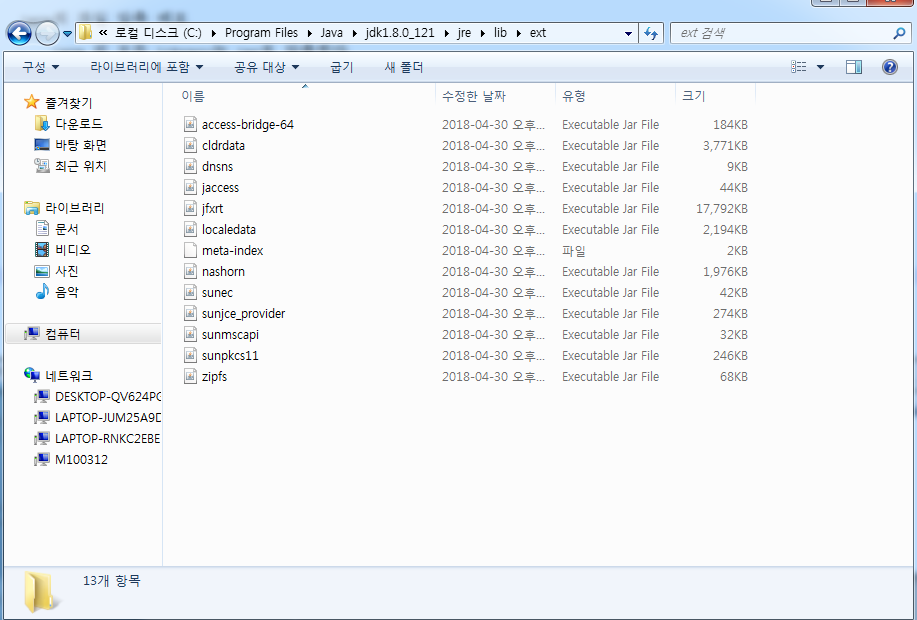 « 로컬 디스크 (C:) ▸ Program Files ▸ Java ▸ jdk1.8.0_121 ▸ jre ▸ lib ▸ ext
ext 검색
구성 라이브러리에 포함 공유 대상 굽기 새 폴더
즐겨찾기
다운로드
바탕 화면
최근 위치
라이브러리
문서
비디오
사진
음악
컴퓨터
네트워크
DESKTOP-QV624PG
LAPTOP-JUM25A9D
LAPTOP-RNKC2EBE
M100312
이름 수정한 날짜 유형 크기
access-bridge-64 2018-04-30 오후... Executable Jar File 184KB
cldrdata 2018-04-30 오후... Executable Jar File 3,771KB
dnsns 2018-04-30 오후... Executable Jar File 9KB
jaccess 2018-04-30 오후... Executable Jar File 44KB
jfxrt 2018-04-30 오후... Executable Jar File 17,792KB
localedata 2018-04-30 오후... Executable Jar File 2,194KB
meta-index 2018-04-30 오후... 파일 2KB
nashorn 2018-04-30 오후... Executable Jar File 1,976KB
sunec 2018-04-30 오후... Executable Jar File 42KB
sunjce_provider 2018-04-30 오후... Executable Jar File 274KB
sunmscapi 2018-04-30 오후... Executable Jar File 32KB
sunpkcs11 2018-04-30 오후... Executable Jar File 246KB
zipfs 2018-04-30 오후... Executable Jar File 68KB
13개 항목